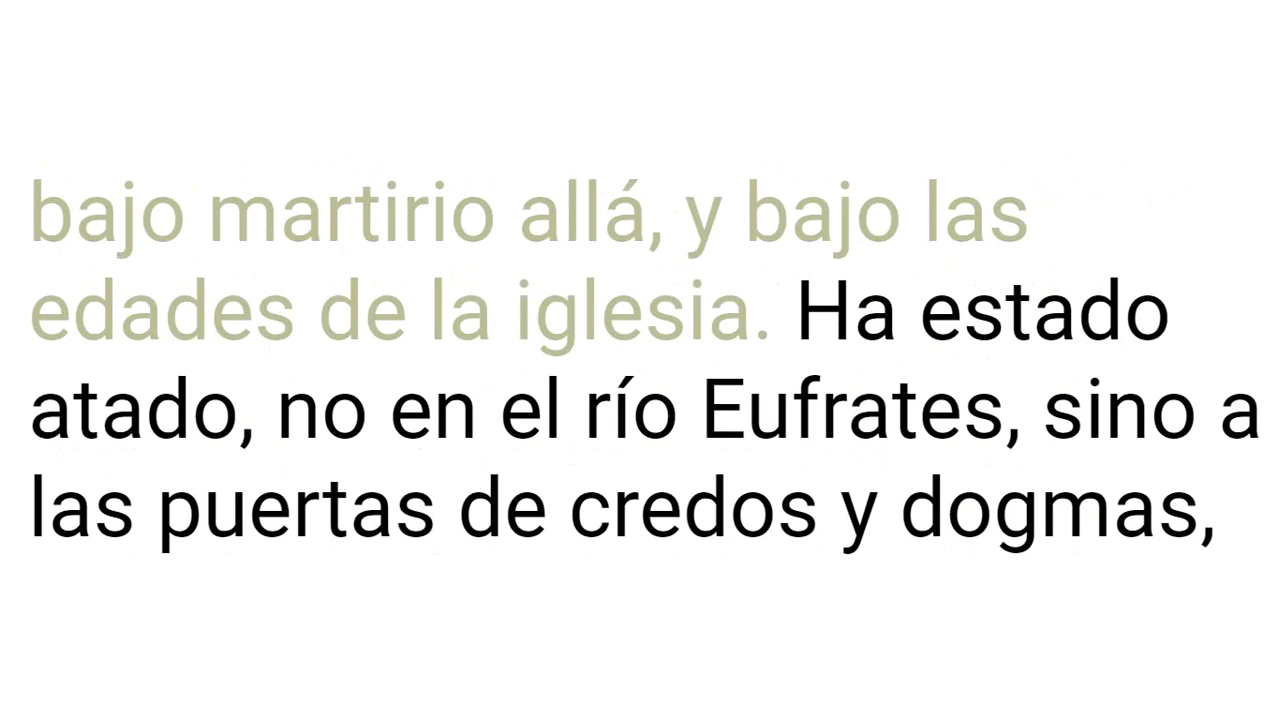 bajo martirio allá, y bajo las
edades de la iglesia. Ha estado
atado, no en el río Eufrates, sino a
las puertas de credos y dogmas,